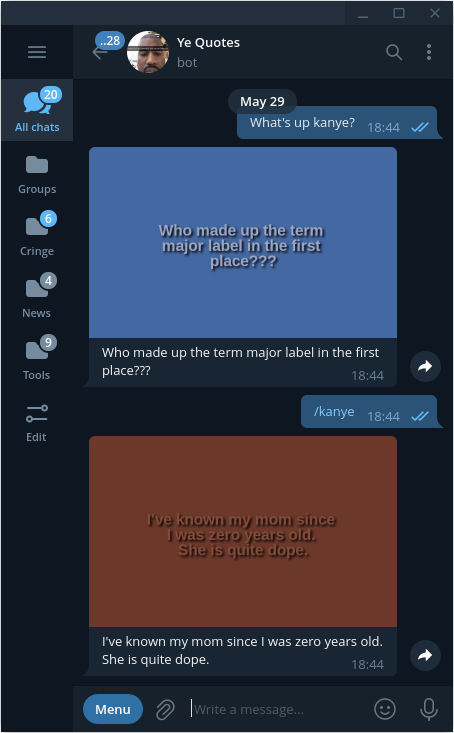 ..28
Ye Quotes
bot
20
All chats
Groups
6
Cringe
4
News
9
Tools
Edit
May 29
What's up kanye?
18:44
Who made up the term
major label in the first
place???
Who made up the term major label in the first
place???
18:44
/kanye
18:44
I've known my mom since
I was zero years old.
She is quite dope.
I've known my mom since I was zero years old.
She is quite dope.
18:44
Menu
Write a message...